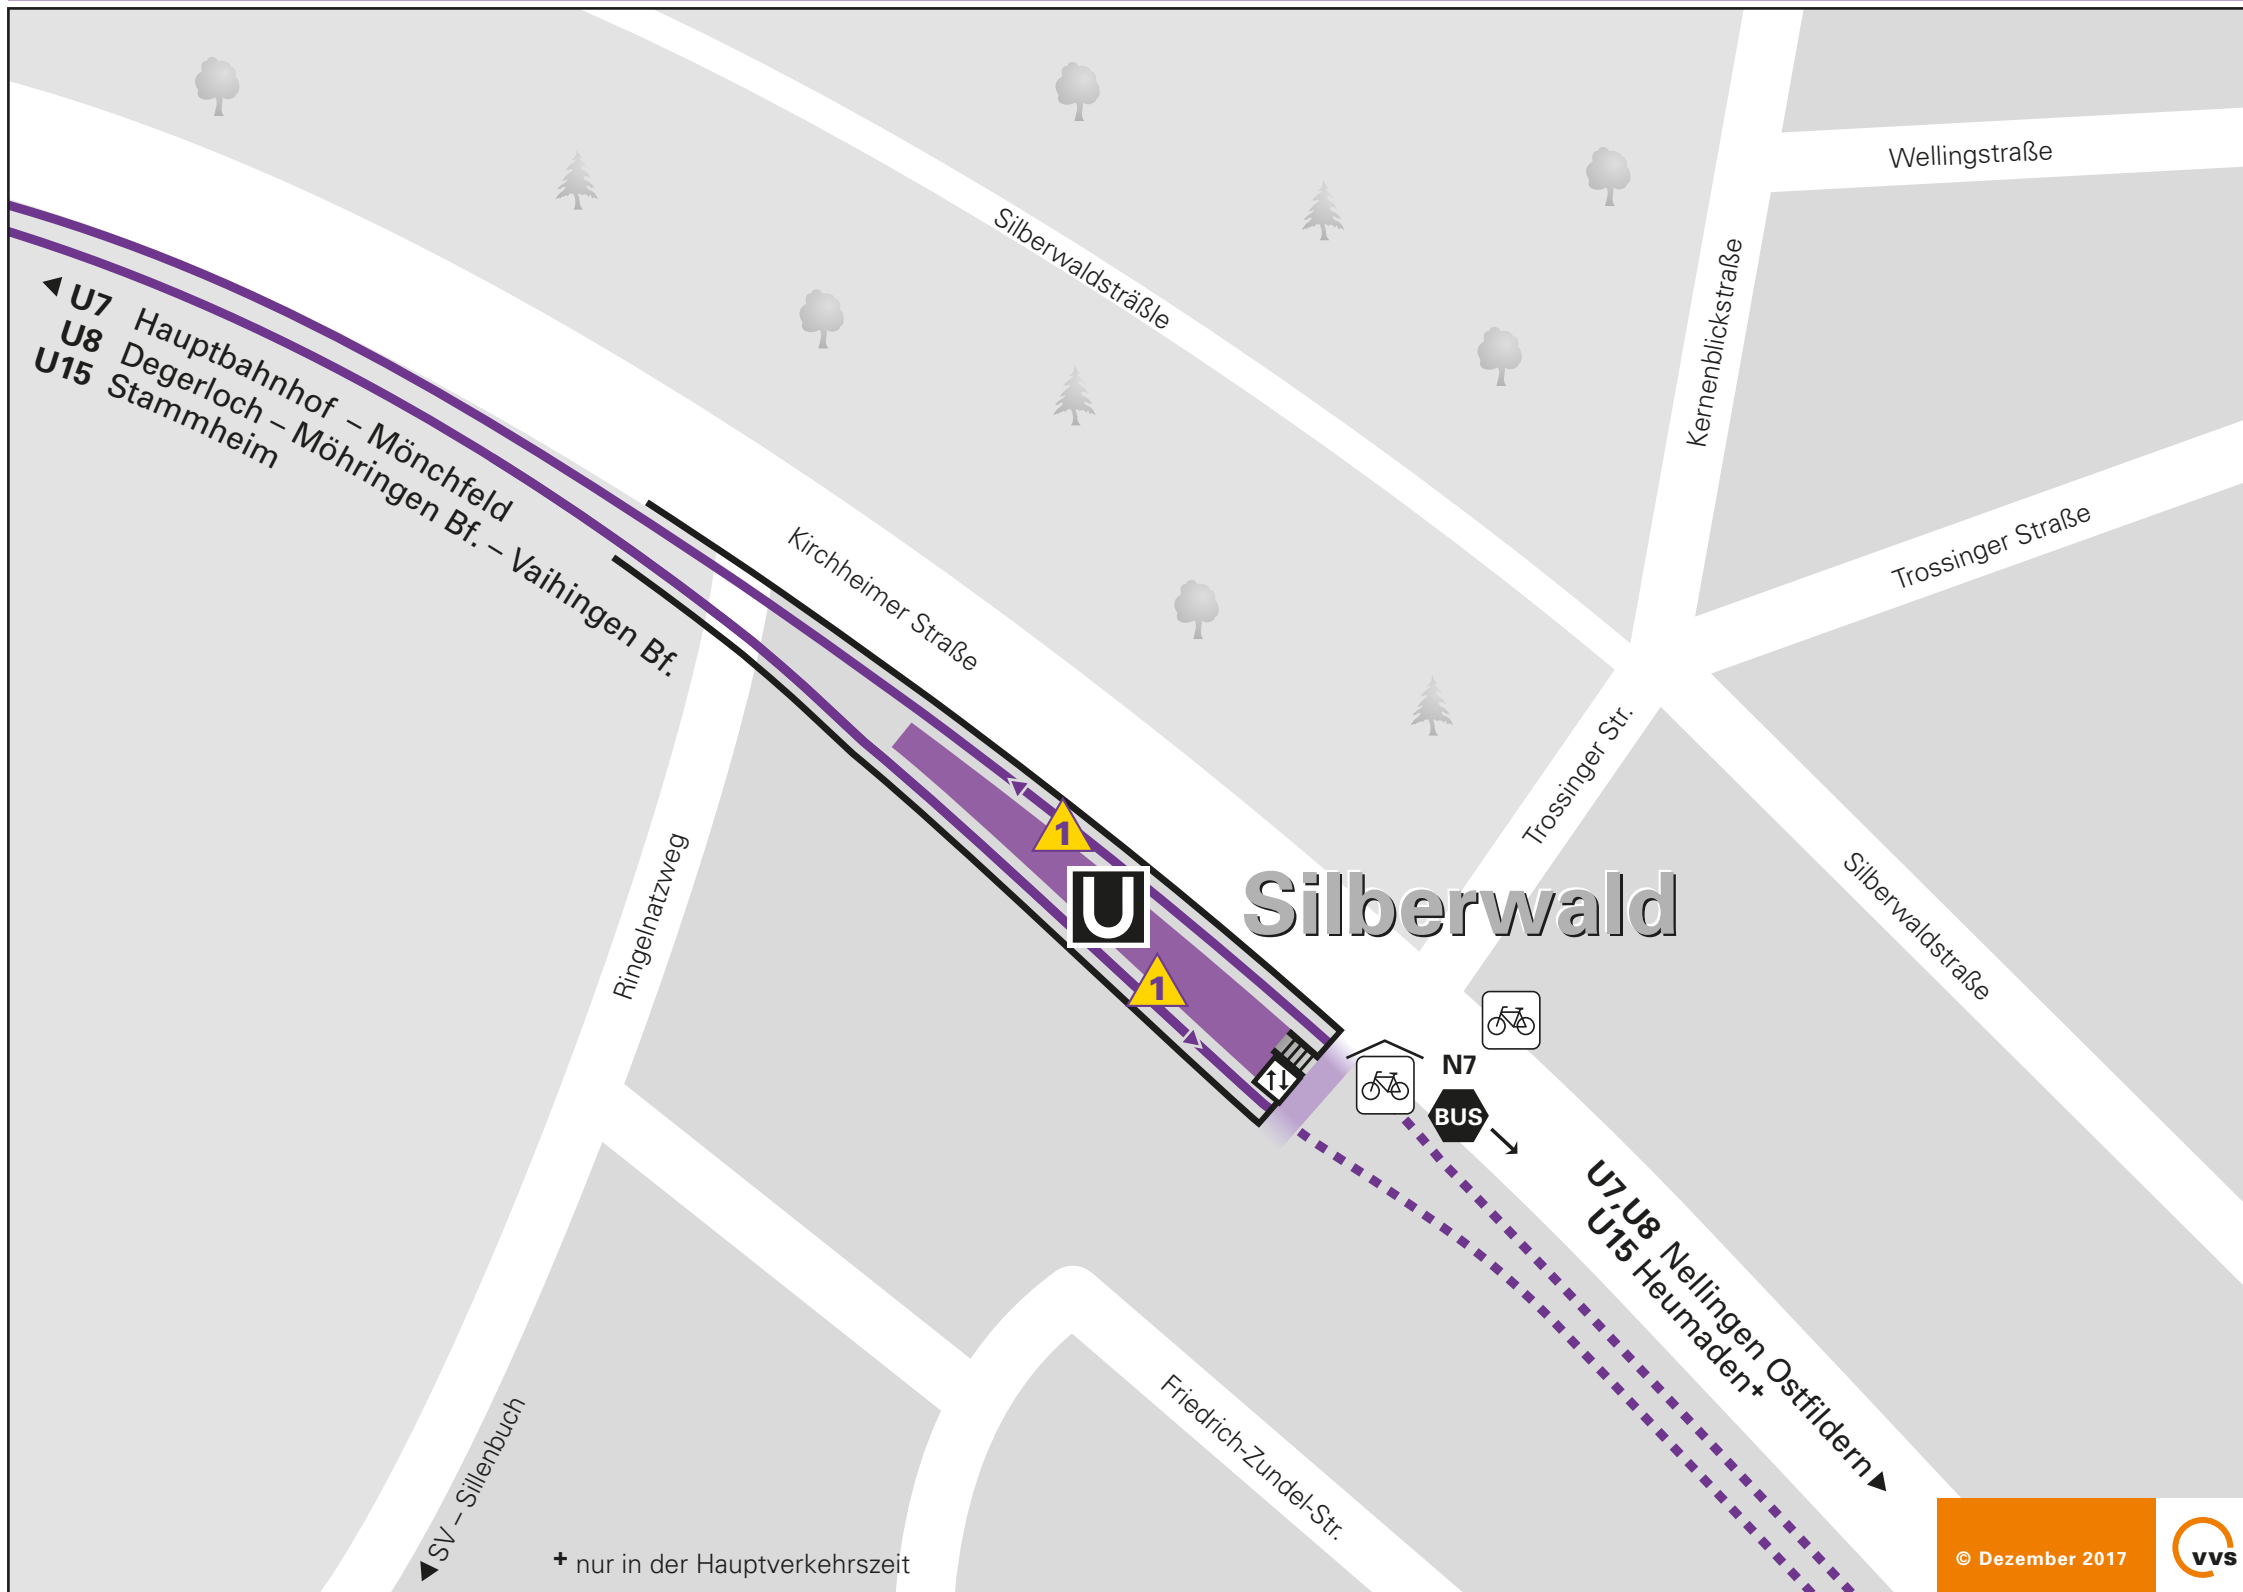 Wellingstraße
Silberwaldsträßle
Kernenblickstraße
U7 Hauptbahnhof – Mönchfeld
U8 Degerloch – Möhringen Bf. – Vaihingen Bf.
U15 Stammheim
Trossinger Straße
Kirchheimer Straße
Trossinger Str.
1
U
Silberwald
Ringelnatzweg
Silberwaldstraße
1
N7
BUS
U7,U8 Nellingen Ostfildern
U15 Heumaden+
Friedrich-Zundel-Str.
SV – Sillenbuch
+ nur in der Hauptverkehrszeit
© Dezember 2017
vvs